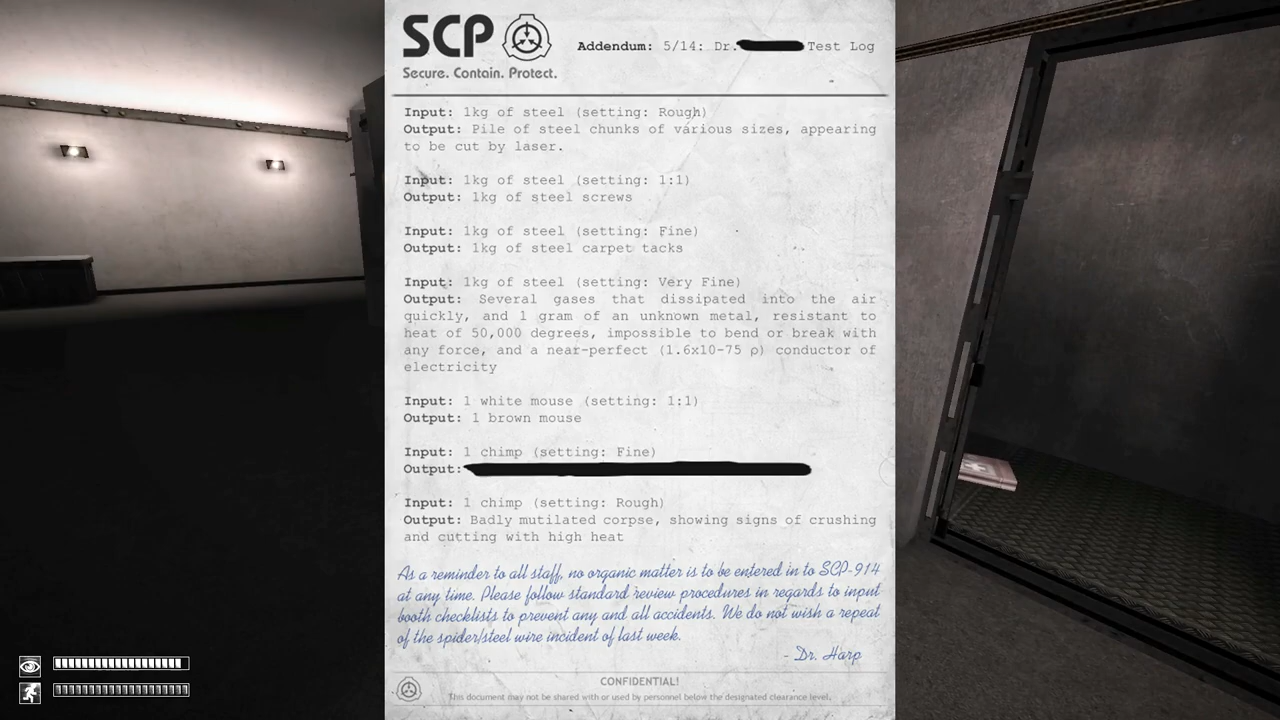 SCP
Secure. Contain. Protect.
Addendum: 5/14: Dr. Test Log
Input: 1kg of steel (setting: Rough)
Output: Pile of steel chunks of various sizes, appearing
to be cut by laser.
Input: 1kg of steel (setting: 1:1)
Output: 1kg of steel screws
Input: 1kg of steel (setting: Fine)
Output: 1kg of steel carpet tacks
Input: 1kg of steel (setting: Very Fine)
Output: Several gases that dissipated into the air
quickly, and 1 gram of an unknown metal, resistant to
heat of 50,000 degrees, impossible to bend or break with
any force, and a near-perfect (1.6x10-75 ρ) conductor of
electricity
Input: 1 white mouse (setting: 1:1)
Output: 1 brown mouse
Input: 1 chimp (setting: Fine)
Output:
Input: 1 chimp (setting: Rough)
Output: Badly mutilated corpse, showing signs of crushing
and cutting with high heat
As a reminder to all staff, no organic matter is to be entered in to SCP-914
at any time. Please follow standard review procedures in regards to input
booth checklists to prevent any and all accidents. We do not wish a repeat
of the spider/steel wire incident of last week.
- Dr. Harp
CONFIDENTIAL!
This document may not be shared with or used by personnel below the designated clearance level.